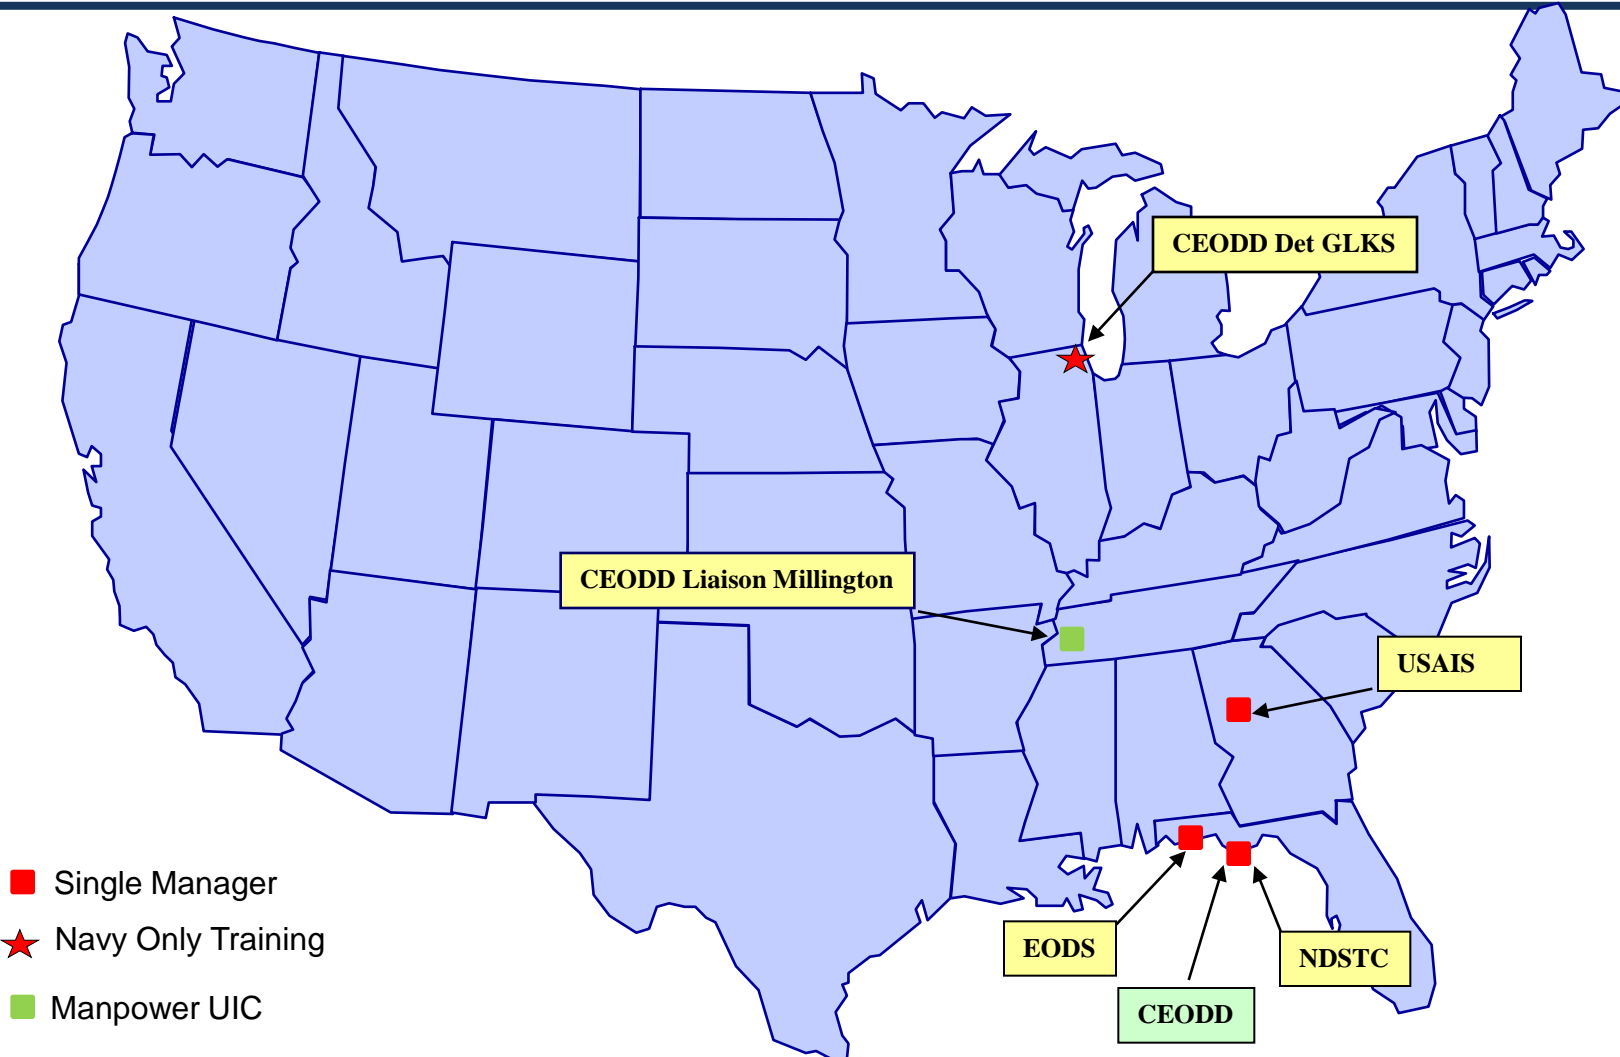 CEODD Det GLKS
CEODD Liaison Millington
USAIS
EODS
NDSTC
CEODD
Single Manager
Navy Only Training
Manpower UIC